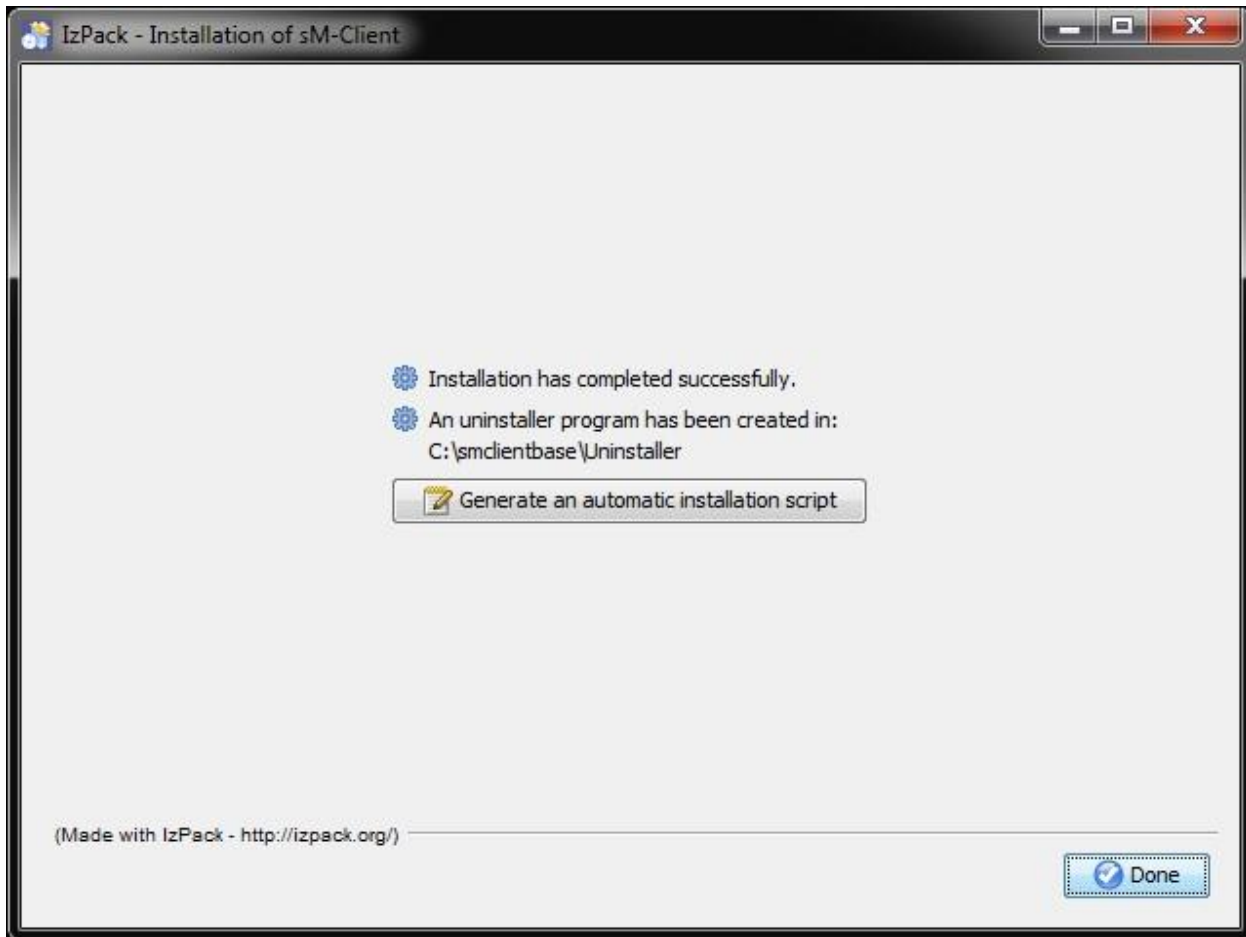 IzPack - Installation of sM-Client
Installation has completed successfully.
An uninstaller program has been created in:
C:\smclientbase\Uninstaller
Generate an automatic installation script
(Made with IzPack - http://izpack.org/)
Done